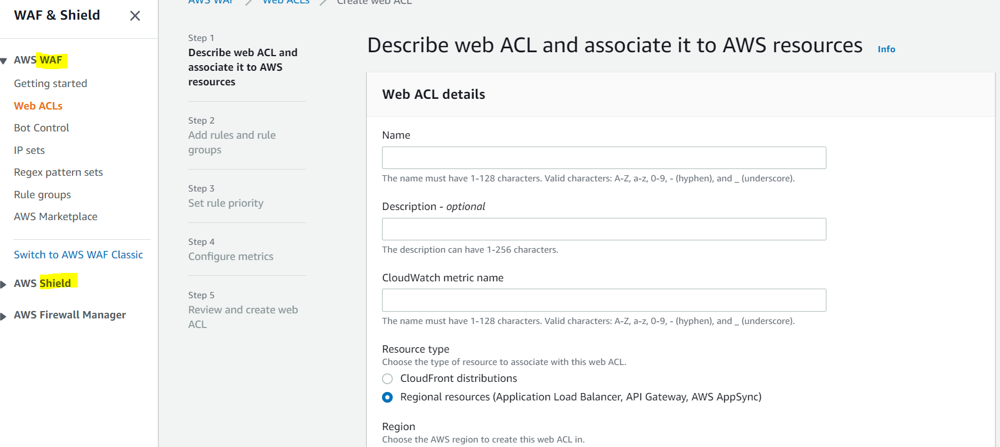 WAF & Shield
AWS WAF
Getting started
Web ACLs
Bot Control
IP sets
Regex pattern sets
Rule groups
AWS Marketplace
Switch to AWS WAF Classic
AWS Shield
AWS Firewall Manager
AWS WAF
Web ACLs
Create web ACL
Step 1
Describe web ACL and
associate it to AWS
resources
Step 2
Add rules and rule
groups
Step 3
Set rule priority
Step 4
Configure metrics
Step 5
Review and create web
ACL
Describe web ACL and associate it to AWS resources Info
Web ACL details
Name
The name must have 1-128 characters. Valid characters: A-Z, a-z, 0-9, - (hyphen), and _ (underscore).
Description - optional
The description can have 1-256 characters.
CloudWatch metric name
The name must have 1-128 characters. Valid characters: A-Z, a-z, 0-9, - (hyphen), and _ (underscore).
Resource type
Choose the type of resource to associate with this web ACL.
CloudFront distributions
Regional resources (Application Load Balancer, API Gateway, AWS AppSync)
Region
Choose the AWS region to create this web ACL in.